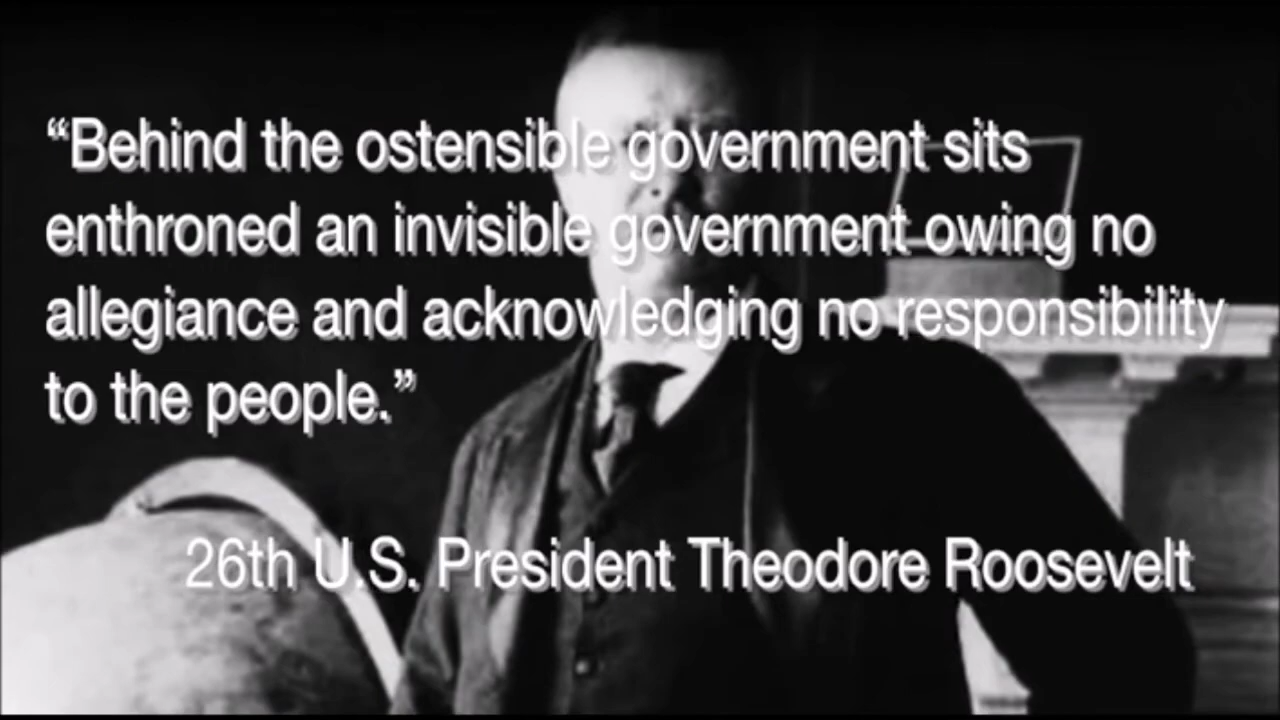 “Behind the ostensible government sits
enthroned an invisible government owing no
allegiance and acknowledging no responsibility
to the people.”
26th U.S. President Theodore Roosevelt